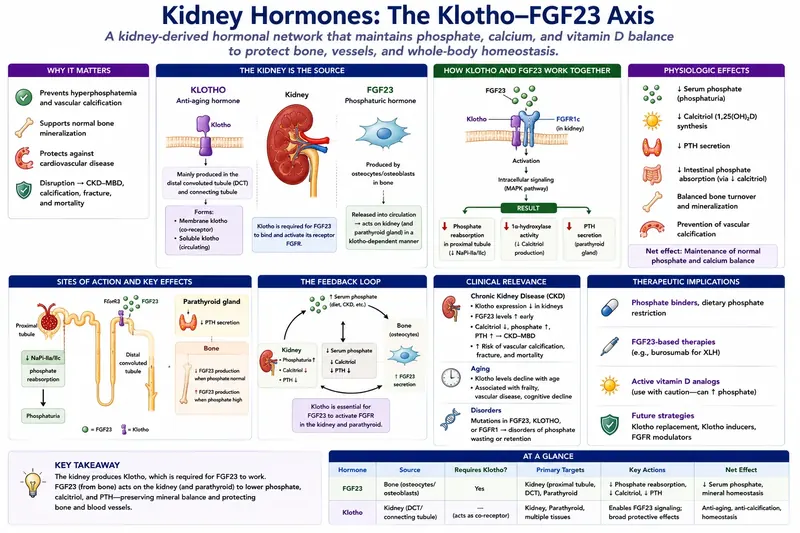 Kidney Hormones: The Klotho–FGF23 Axis
A kidney-derived hormonal network that maintains phosphate, calcium, and vitamin D balance
to protect bone, vessels, and whole-body homeostasis.
WHY IT MATTERS
Prevents hyperphosphatemia
and vascular calcification
Supports normal bone
mineralization
Protects against
cardiovascular disease
Disruption → CKD–MBD,
calcification, fracture,
and mortality
THE KIDNEY IS THE SOURCE
KLOTHO
Anti-aging hormone
Klotho
Mainly produced in the
distal convoluted tubule (DCT)
and connecting tubule
Forms:
• Membrane klotho
(co-receptor)
• Soluble klotho
(circulating)
Kidney
Klotho is required for FGF23
to bind and activate its receptor
FGFR.
FGF23
Phosphaturic hormone
Produced by
osteocytes/osteoblasts
in bone
Released into circulation →
acts on kidney (and
parathyroid gland) in a
klotho-dependent manner
HOW KLOTHO AND FGF23 WORK TOGETHER
FGF23
Klotho
FGFR1c
(in kidney)
Activation
Intracellular signaling
(MAPK pathway)
RESULT
↓ Phosphate
reabsorption
in proximal tubule
(↓ NaPi-IIa/IIc)
↓ 1α-hydroxylase
activity
(↓ Calcitriol
production)
↓ PTH
secretion
(parathyroid
gland)
PHYSIOLOGIC EFFECTS
↓ Serum phosphate
(phosphaturia)
↓ Calcitriol (1,25(OH)₂D)
synthesis
↓ PTH secretion
↓ Intestinal phosphate
absorption (via ↓ calcitriol)
Balanced bone turnover
and mineralization
Prevention of vascular
calcification
Net effect: Maintenance of normal
phosphate and calcium balance
SITES OF ACTION AND KEY EFFECTS
Proximal
tubule
FGF23
↓ NaPi-IIa/IIc
phosphate
reabsorption
Phosphaturia
Distal
convoluted
tubule
Parathyroid gland
↓ PTH secretion
Bone
↓ FGF23 production
when phosphate normal
↑ FGF23 production
when phosphate high
= FGF23
= Klotho
THE FEEDBACK LOOP
↑ Serum phosphate
(diet, CKD, etc.)
Kidney
Phosphaturia ↑
Calcitriol ↓
PTH ↓
↓ Serum phosphate
↓ Calcitriol
↓ PTH ↓
Bone
(osteocytes)
↑ FGF23
secretion
Klotho is essential for
FGF23 to activate FGFR
in the kidney and parathyroid.
CLINICAL RELEVANCE
Chronic Kidney Disease (CKD)
• Klotho expression ↓ in kidneys
• FGF23 levels ↑ early
• Calcitriol ↓, phosphate ↑,
PTH ↑ → CKD–MBD
• ↑ Risk of vascular calcification,
fracture, and mortality
Aging
• Klotho levels decline with age
• Associated with frailty,
vascular disease, cognitive decline
Disorders
Mutations in FGF23, KLOTHO,
or FGFR1 → disorders of phosphate
wasting or retention
THERAPEUTIC IMPLICATIONS
Phosphate binders, dietary phosphate
restriction
FGF23-based therapies
(e.g., burosumab for XLH)
Active vitamin D analogs
(use with caution—can ↑ phosphate)
Future strategies
Klotho replacement, Klotho inducers,
FGFR modulators
KEY TAKEAWAY
The kidney produces Klotho, which is required for FGF23 to work.
FGF23 (from bone) acts on the kidney (and parathyroid) to lower phosphate,
calcitriol, and PTH—preserving mineral balance and protecting
bone and blood vessels.
AT A GLANCE
Hormone Source Requires Klotho? Primary Targets Key Actions Net Effect
FGF23 Bone (osteocytes/osteoblasts) Yes Kidney (proximal tubule, DCT), Parathyroid ↓ Phosphate reabsorption, ↓ Calcitriol, ↓ PTH ↓ Serum phosphate, mineral homeostasis
Klotho Kidney (DCT/connecting tubule) — (acts as co-receptor) Kidney, Parathyroid, multiple tissues Enables FGF23 signaling; broad protective effects Anti-aging, anti-calcification, homeostasis